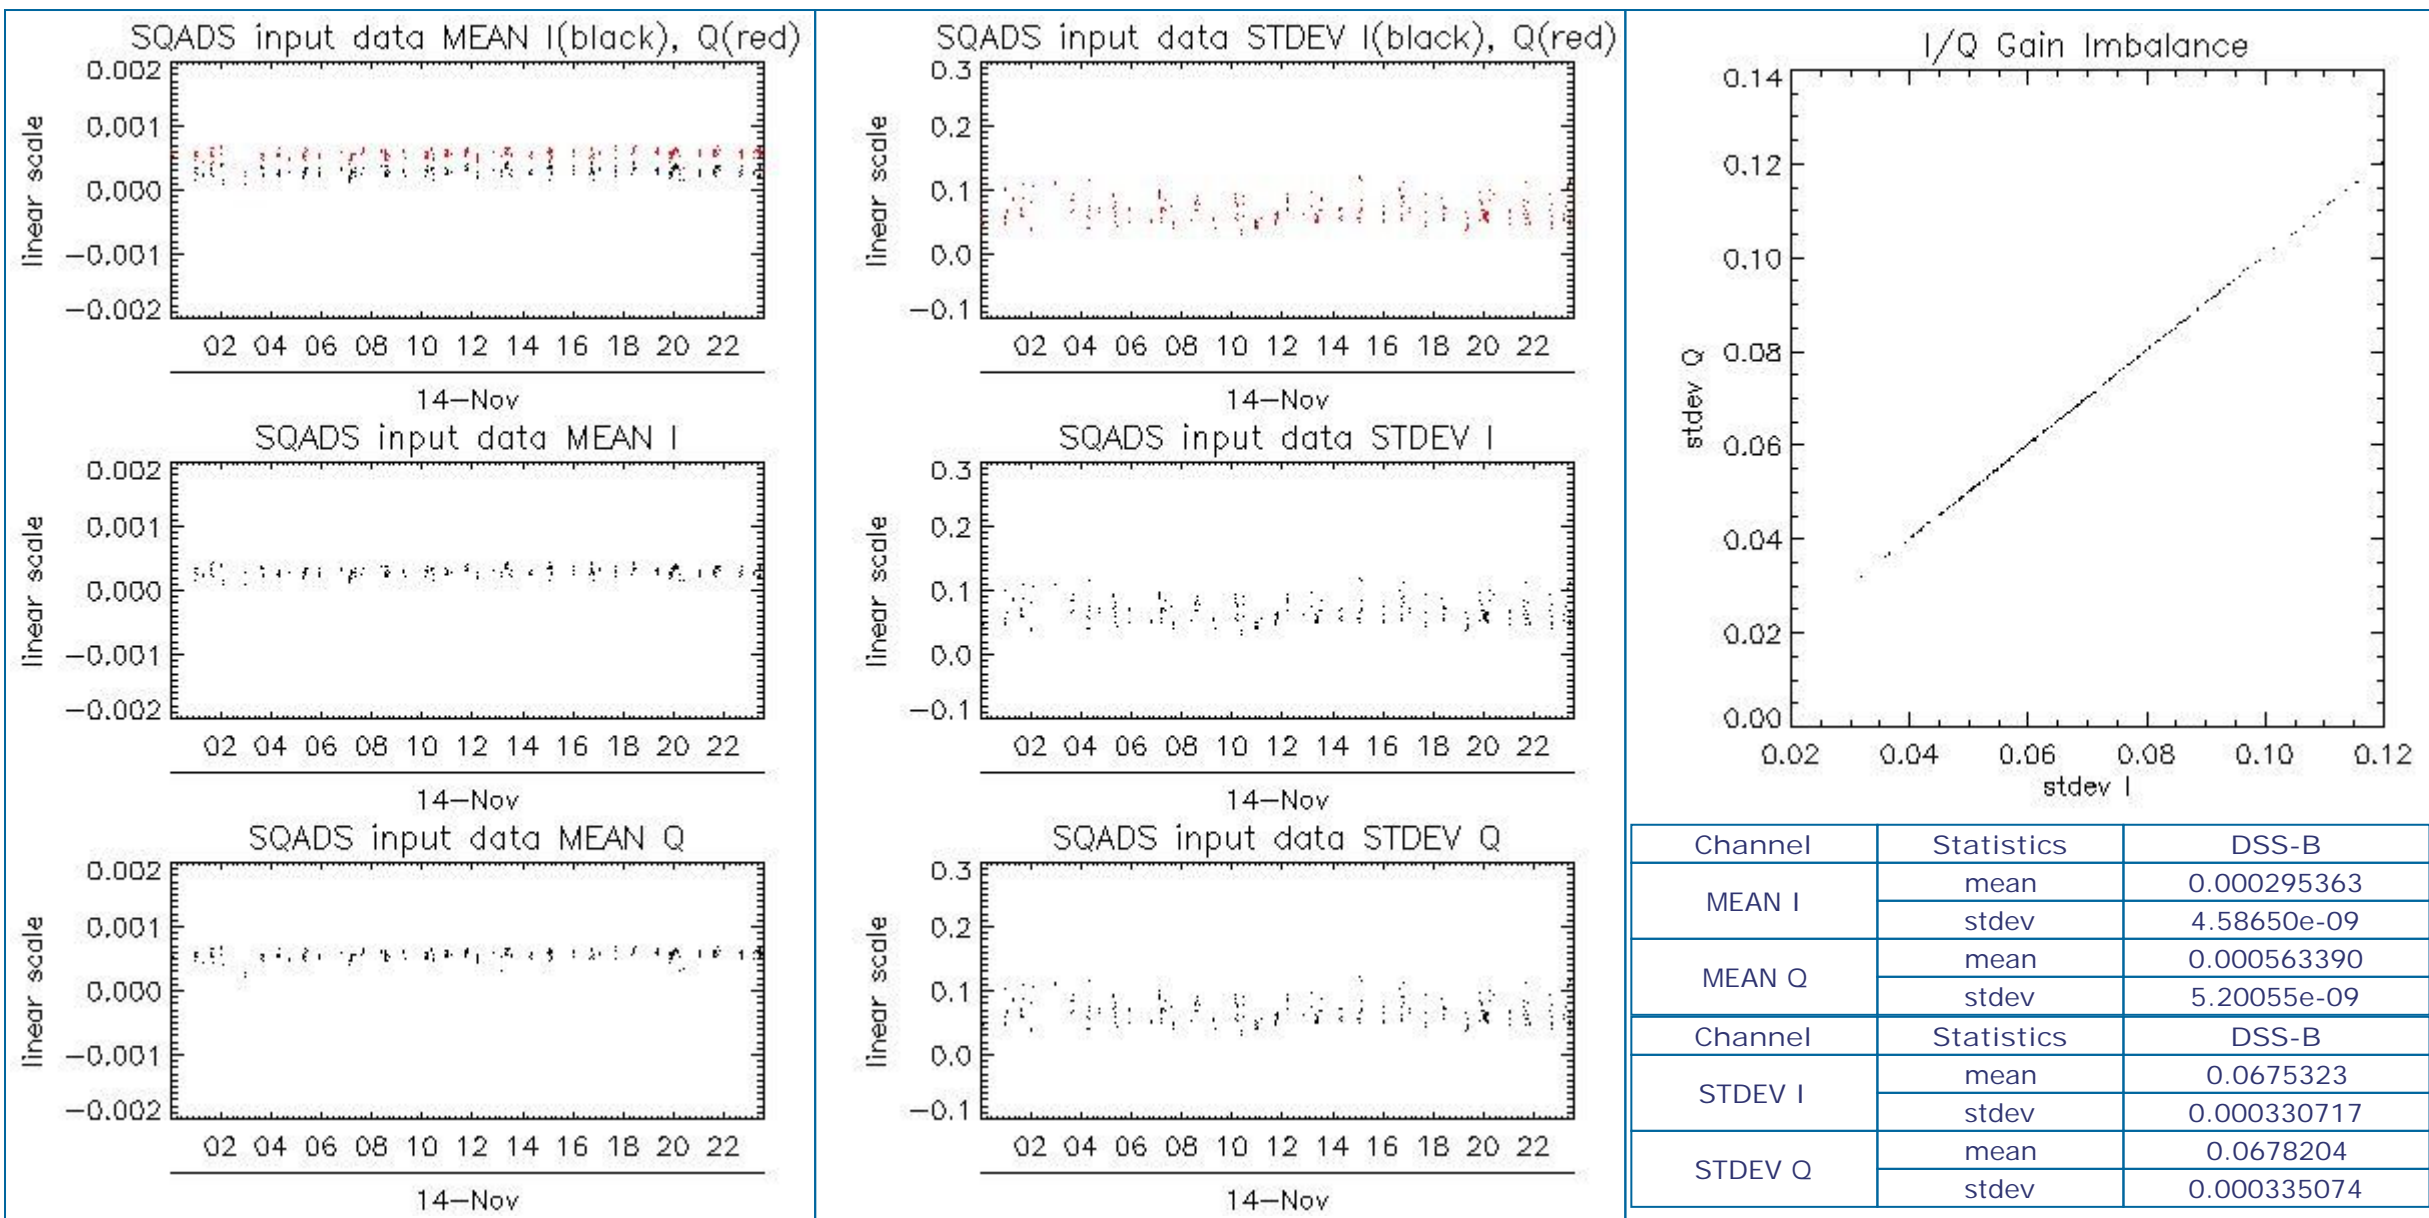 SQADS input data MEAN I(black), Q(red)
0.002
0.001
0.000
−0.001
−0.002
linear scale
02 04 06 08 10 12 14 16 18 20 22
14−Nov
SQADS input data MEAN I
0.002
0.001
0.000
−0.001
−0.002
linear scale
02 04 06 08 10 12 14 16 18 20 22
14−Nov
SQADS input data MEAN Q
0.002
0.001
0.000
−0.001
−0.002
linear scale
02 04 06 08 10 12 14 16 18 20 22
14−Nov
SQADS input data STDEV I(black), Q(red)
0.3
0.2
0.1
0.0
−0.1
linear scale
02 04 06 08 10 12 14 16 18 20 22
14−Nov
SQADS input data STDEV I
0.3
0.2
0.1
0.0
−0.1
linear scale
02 04 06 08 10 12 14 16 18 20 22
14−Nov
SQADS input data STDEV Q
0.3
0.2
0.1
0.0
−0.1
linear scale
02 04 06 08 10 12 14 16 18 20 22
14−Nov
I/Q Gain Imbalance
0.14
0.12
0.10
0.08
0.06
0.04
0.02
0.00
stdev Q
0.02 0.04 0.06 0.08 0.10 0.12
stdev I
Channel Statistics DSS-B
MEAN I mean 0.000295363
stdev 4.58650e-09
MEAN Q mean 0.000563390
stdev 5.20055e-09
Channel Statistics DSS-B
STDEV I mean 0.0675323
stdev 0.000330717
STDEV Q mean 0.0678204
stdev 0.000335074